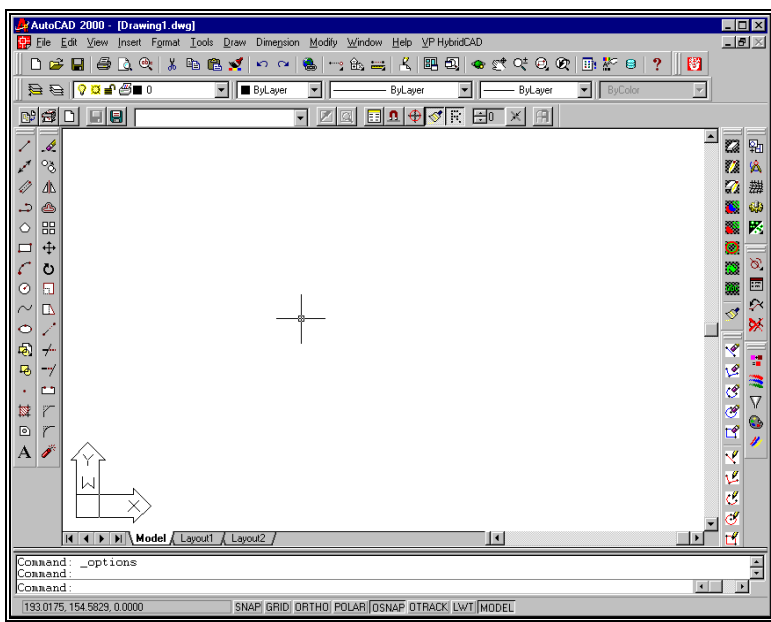 AutoCAD 2000 - [Drawing1.dwg]
File Edit View Insert Format Tools Draw Dimension Modify Window Help VP HybridCAD
0 ByLayer ByLayer ByLayer ByColor
0
A
Y
W
X
Model Layout1 Layout2
Command: _options
Command:
Command:
193.0175, 154.5829, 0.0000 SNAP GRID ORTHO POLAR OSNAP OTRACK LWT MODEL